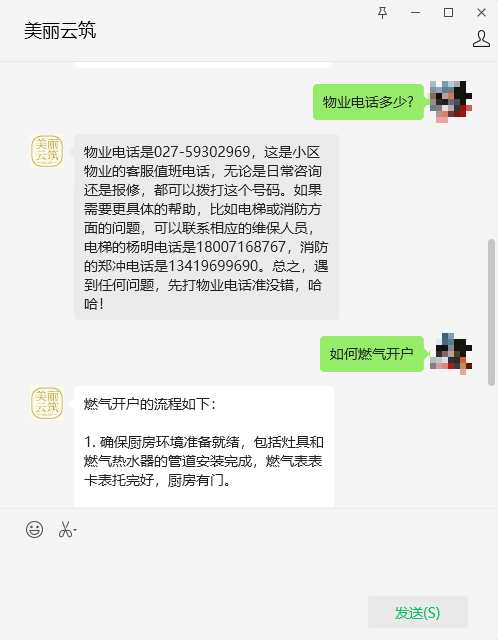 美丽云筑
物业电话多少?
美丽
云筑
物业电话是027-59302969，这是小区
物业的客服值班电话，无论是日常咨询
还是报修，都可以拨打这个号码。如果
需要更具体的帮助，比如电梯或消防方
面的问题，可以联系相应的维保人员，
电梯的杨明电话是18007168767，消防
的郑冲电话是13419699690。总之，遇
到任何问题，先打物业电话准没错，哈
哈!
如何燃气开户
美丽
云筑
燃气开户的流程如下：
1. 确保厨房环境准备就绪，包括灶具和
燃气热水器的管道安装完成，燃气表表
卡表托完好，厨房有门。
发送(S)